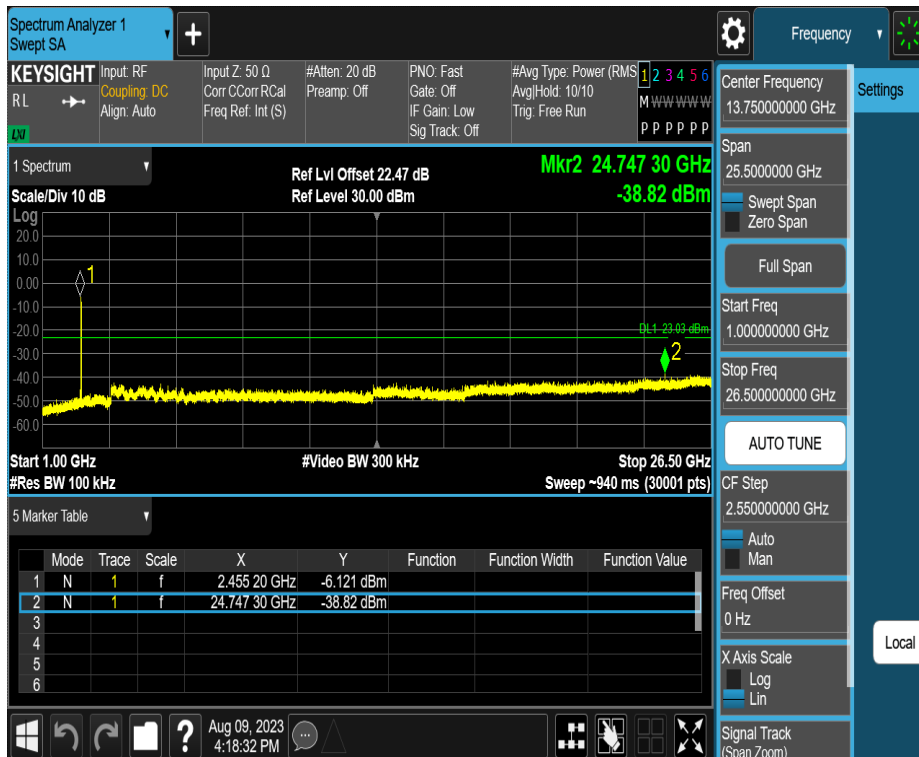 Spectrum Analyzer 1
Swept SA
+
Frequency
KEYSIGHT
R L
LXI
Input: RF
Coupling: DC
Align: Auto
Input Z: 50 Ω
Corr CCorr RCal
Freq Ref: Int (S)
#Atten: 20 dB
Preamp: Off
PNO: Fast
Gate: Off
IF Gain: Low
Sig Track: Off
#Avg Type: Power (RMS
Avg|Hold: 10/10
Trig: Free Run
1 2 3 4 5 6
M W W W W W
P P P P P P
1 Spectrum
Scale/Div 10 dB
Ref Lvl Offset 22.47 dB
Ref Level 30.00 dBm
Mkr2 24.747 30 GHz
-38.82 dBm
Log
20.0
10.0
0.00
-10.0
-20.0
-30.0
-40.0
-50.0
-60.0
1
DL1 -23.03 dBm
2
Start 1.00 GHz
#Video BW 300 kHz
Stop 26.50 GHz
#Res BW 100 kHz
Sweep ~940 ms (30001 pts)
5 Marker Table
Mode Trace Scale X Y Function Function Width Function Value
1 N 1 f 2.455 20 GHz -6.121 dBm
2 N 1 f 24.747 30 GHz -38.82 dBm
3
4
5
6
?
Aug 09, 2023
4:18:32 PM
Settings
Center Frequency
13.750000000 GHz
Span
25.5000000 GHz
Swept Span
Zero Span
Full Span
Start Freq
1.000000000 GHz
Stop Freq
26.500000000 GHz
AUTO TUNE
CF Step
2.550000000 GHz
Auto
Man
Freq Offset
0 Hz
X Axis Scale
Log
Lin
Signal Track
(Span Zoom)
Local